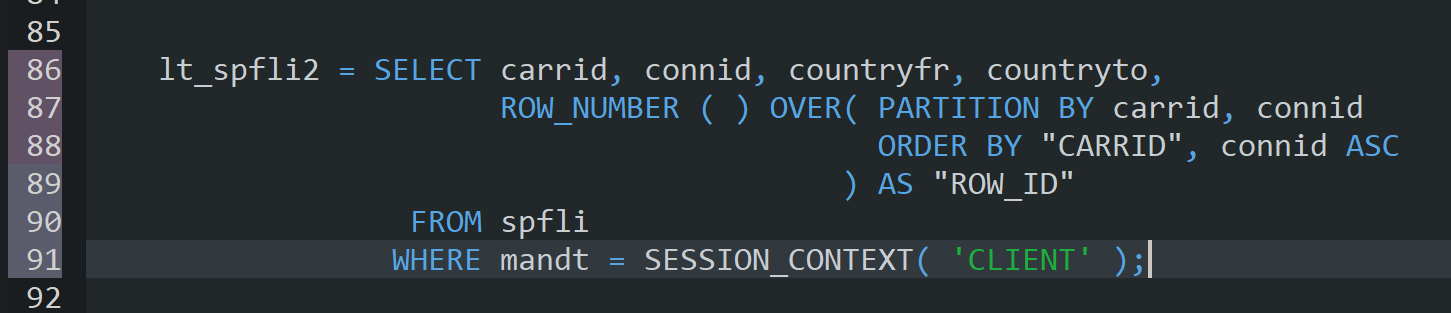 85
86 lt_spfli2 = SELECT carrid, connid, countryfr, countryto,
87 ROW_NUMBER ( ) OVER( PARTITION BY carrid, connid
88 ORDER BY "CARRID", connid ASC
89 ) AS "ROW_ID"
90 FROM spfli
91 WHERE mandt = SESSION_CONTEXT( 'CLIENT' );
92